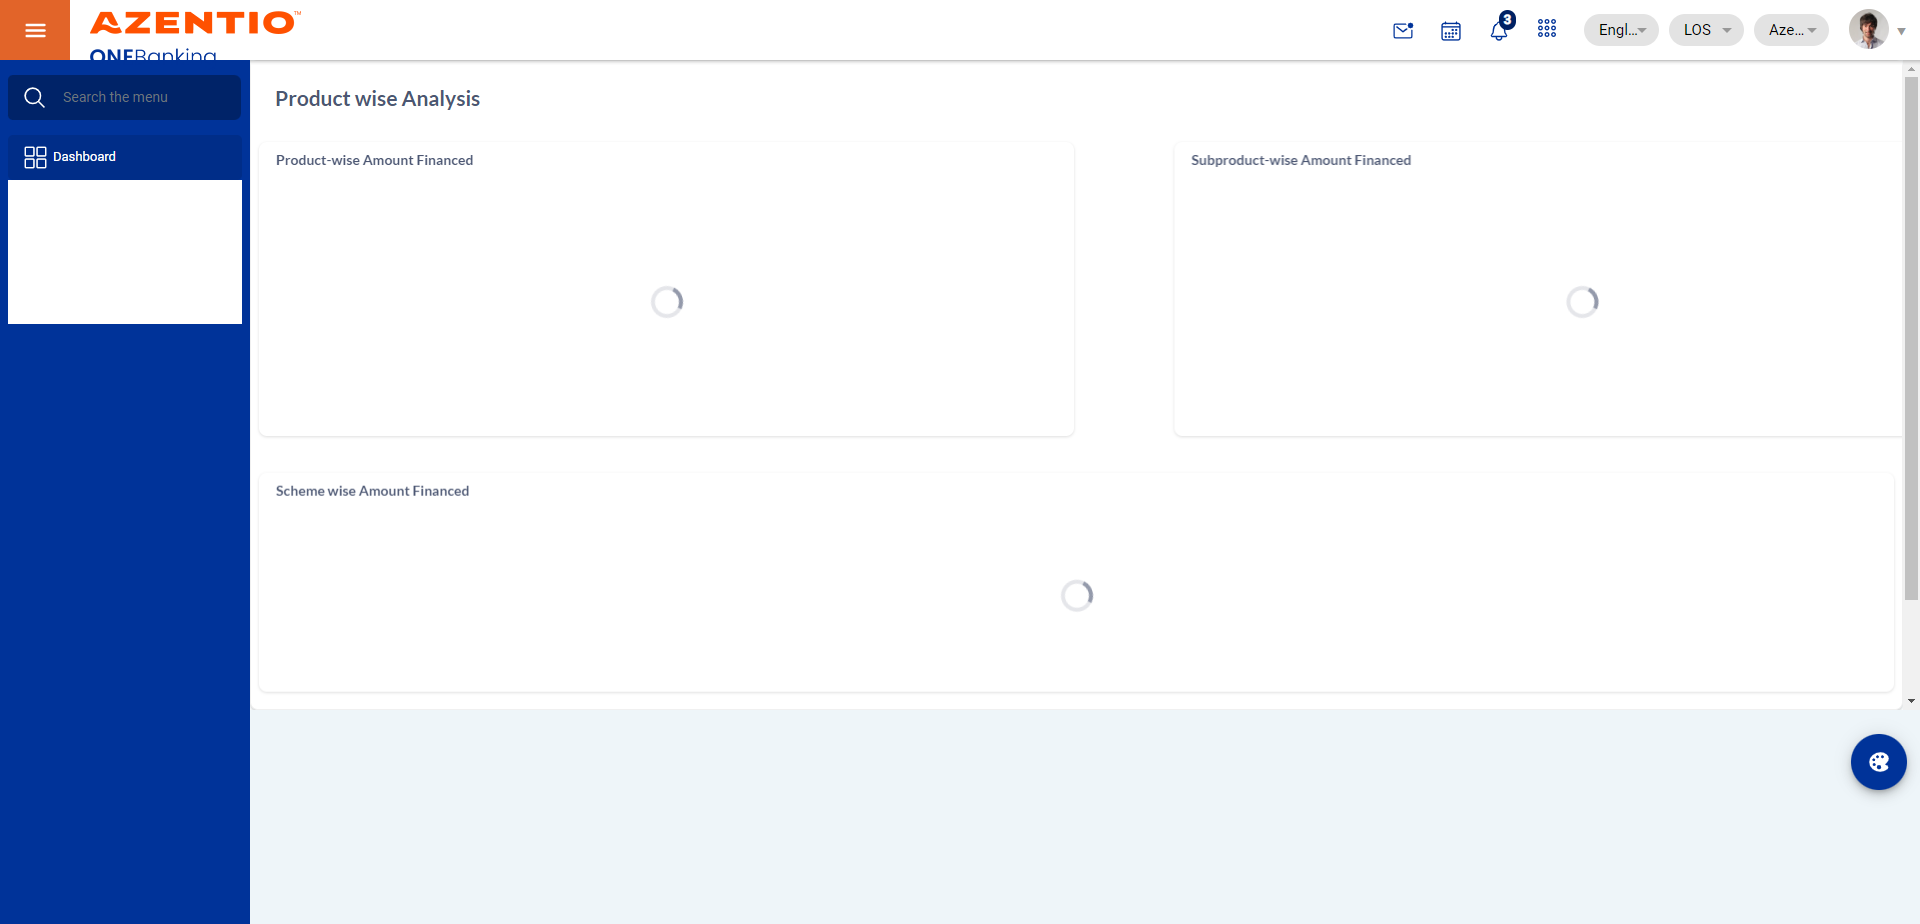 AZENTIO™
ONEBanking
3
Engl...
LOS
Aze...
Search the menu
Dashboard
Product wise Analysis
Product-wise Amount Financed
Subproduct-wise Amount Financed
Scheme wise Amount Financed